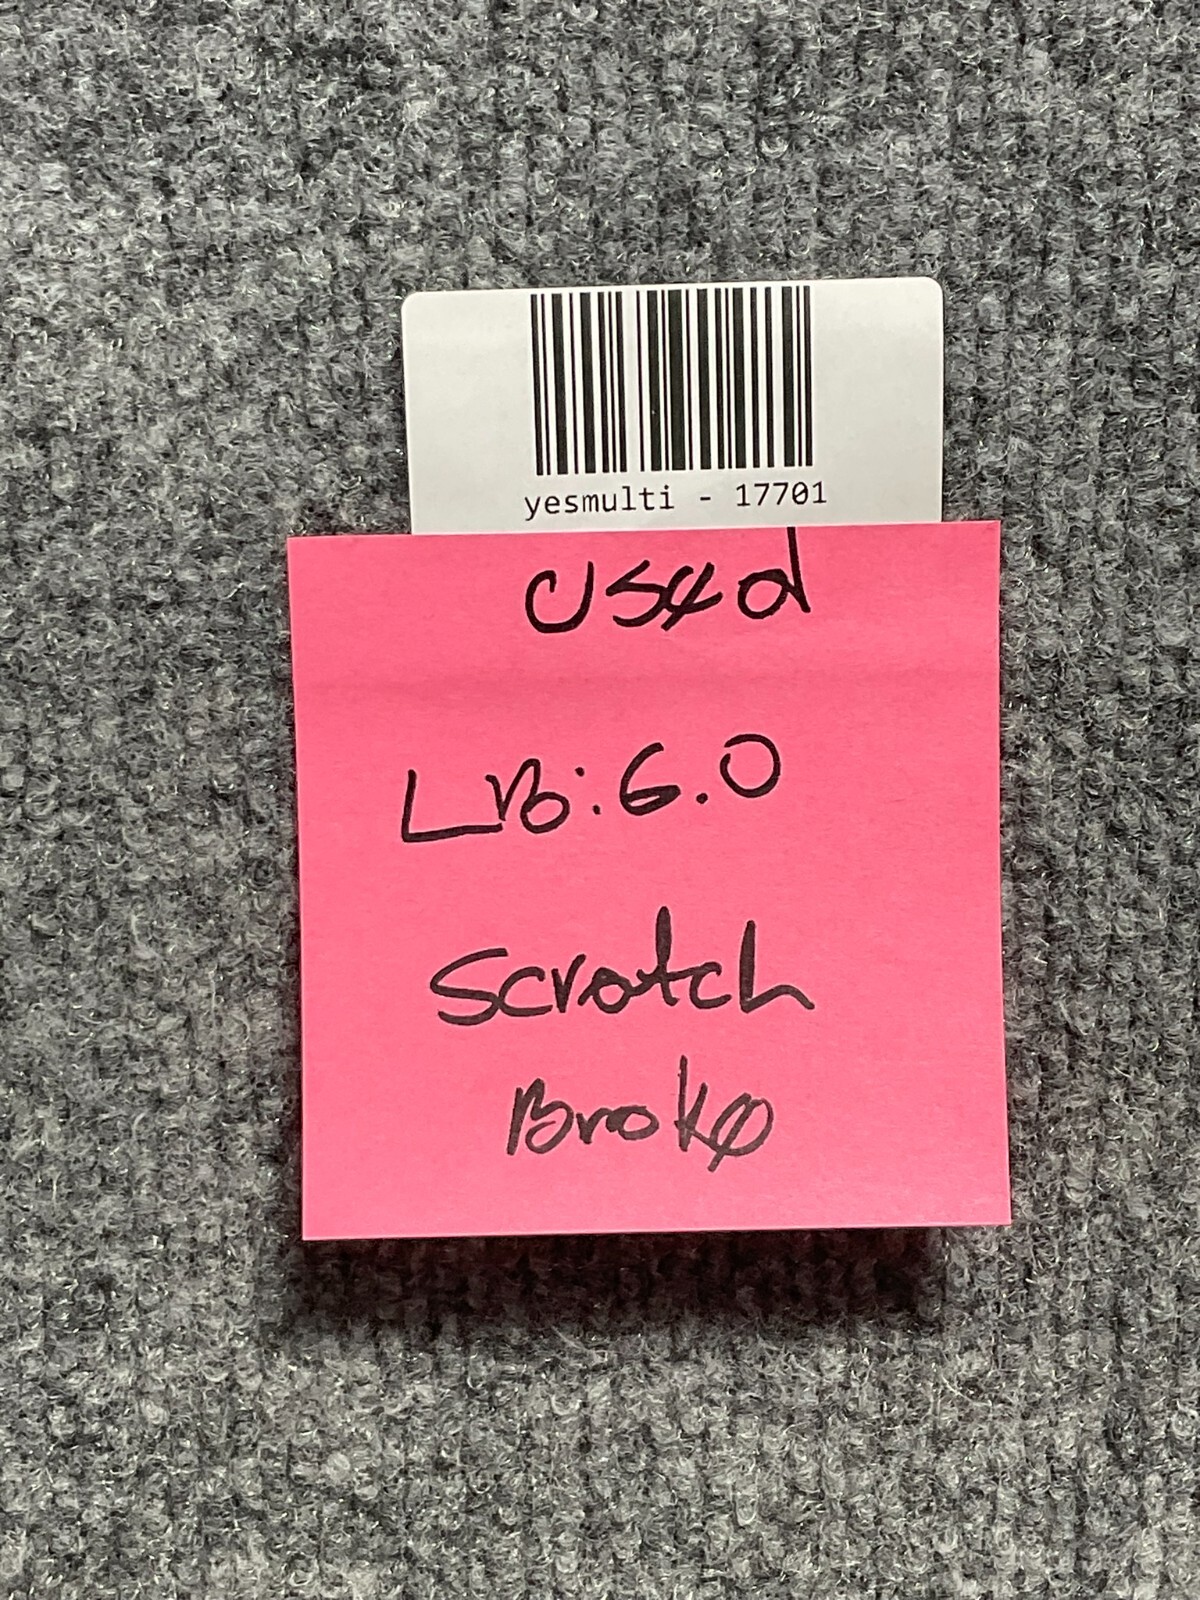 yesmulti - 17701
Used
LB: 6.0
Scratch
Broke